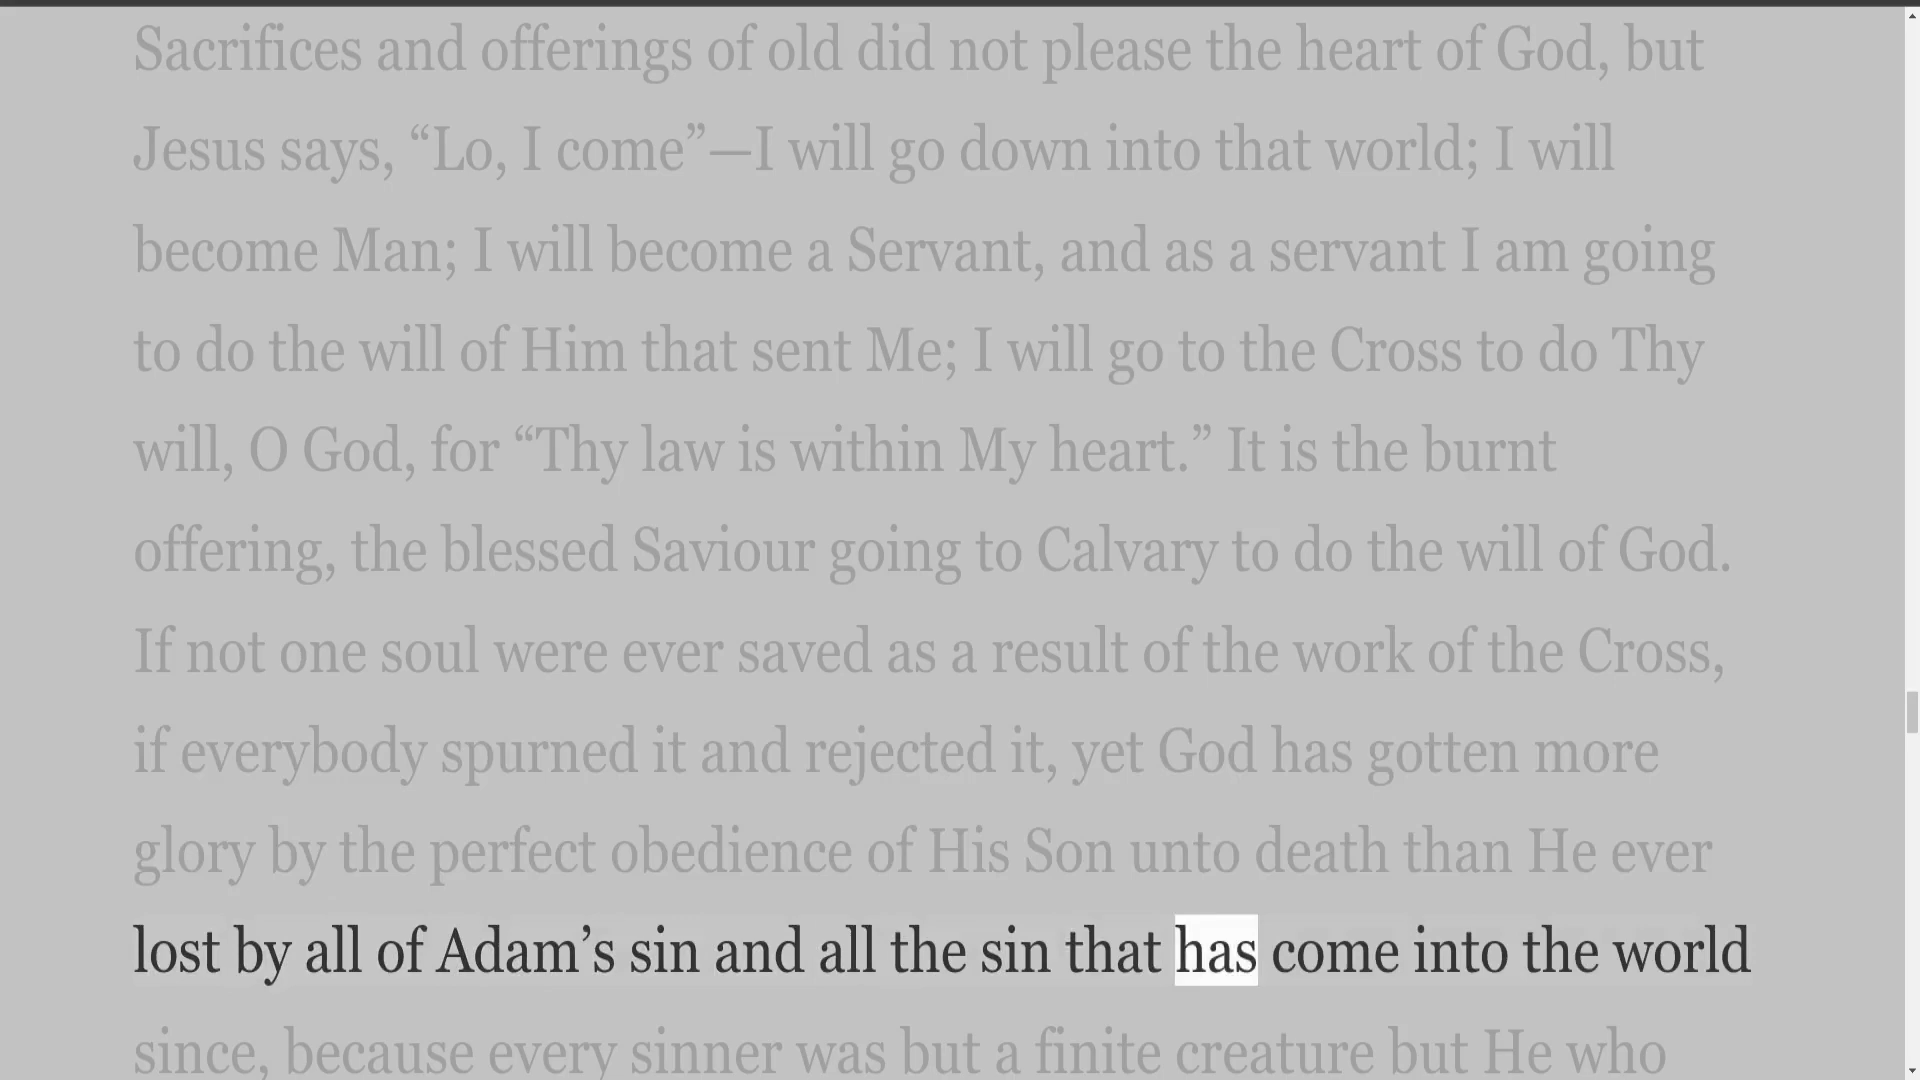 Sacrifices and offerings of old did not please the heart of God, but
Jesus says, “Lo, I come”—I will go down into that world; I will
become Man; I will become a Servant, and as a servant I am going
to do the will of Him that sent Me; I will go to the Cross to do Thy
will, O God, for “Thy law is within My heart.” It is the burnt
offering, the blessed Saviour going to Calvary to do the will of God.
If not one soul were ever saved as a result of the work of the Cross,
if everybody spurned it and rejected it, yet God has gotten more
glory by the perfect obedience of His Son unto death than He ever
lost by all of Adam’s sin and all the sin that has come into the world
since, because every sinner was but a finite creature but He who